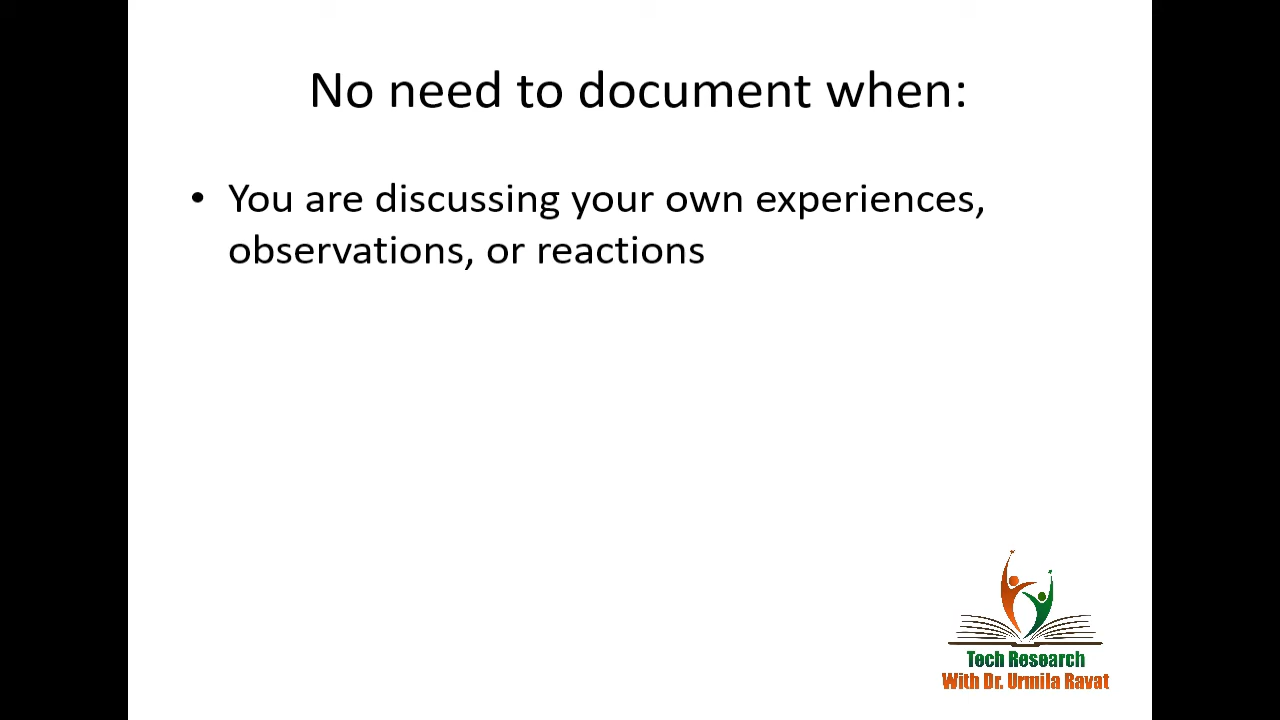 No need to document when:
• You are discussing your own experiences,
observations, or reactions
Tech Research
With Dr. Urmila Ravat